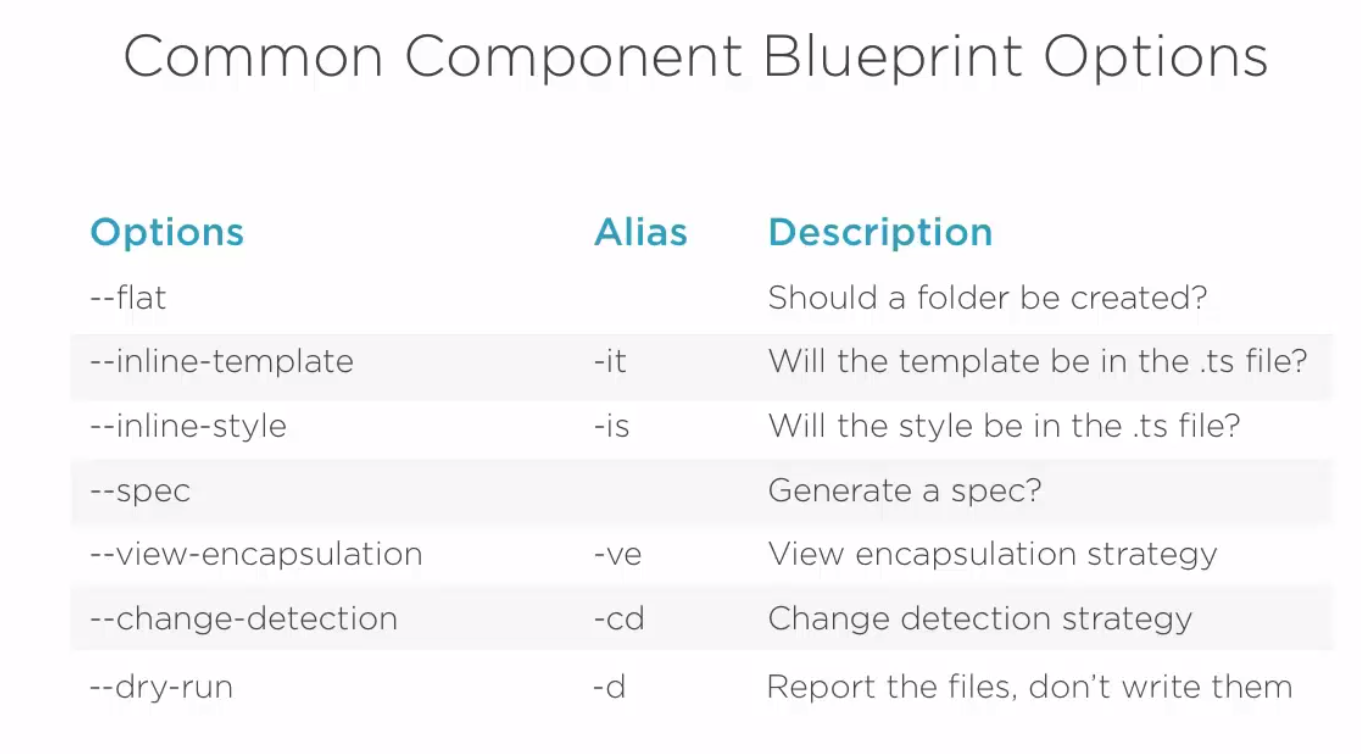 Common Component Blueprint Options
Options Alias Description
--flat Should a folder be created?
--inline-template -it Will the template be in the .ts file?
--inline-style -is Will the style be in the .ts file?
--spec Generate a spec?
--view-encapsulation -ve View encapsulation strategy
--change-detection -cd Change detection strategy
--dry-run -d Report the files, don't write them